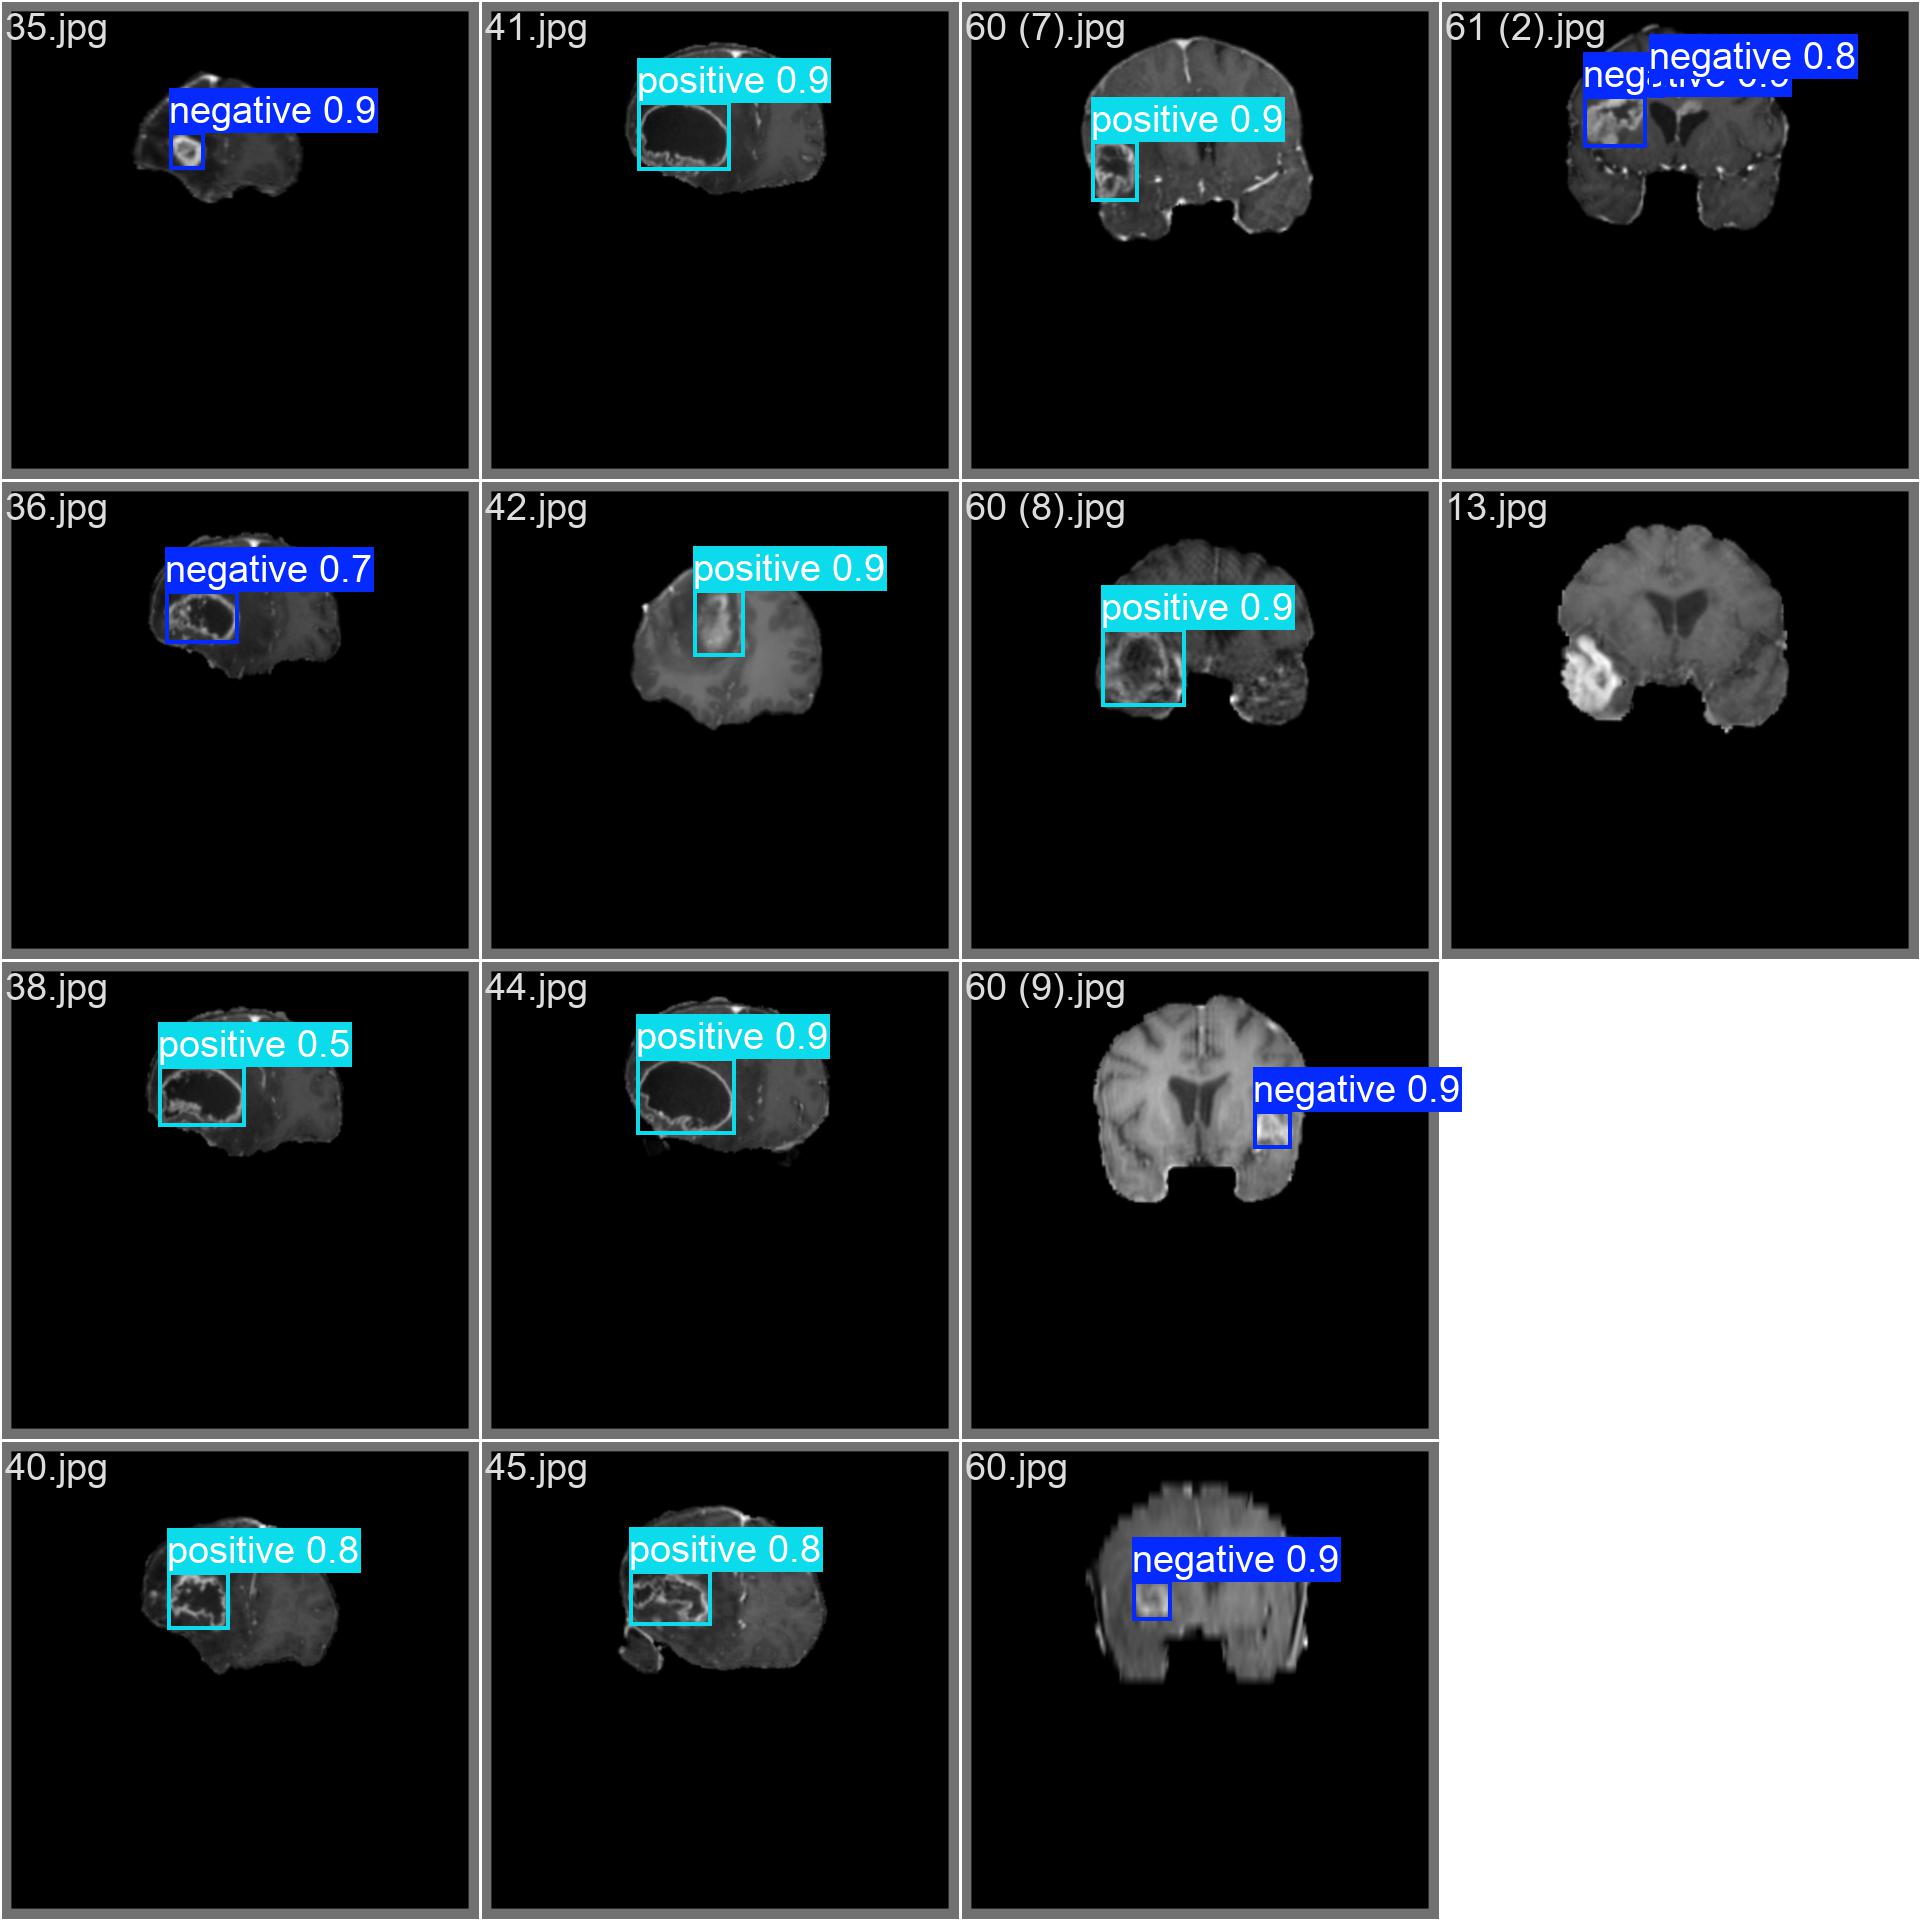 35.jpg
negative 0.9
41.jpg
positive 0.9
60 (7).jpg
positive 0.9
61 (2).jpg
negative 0.8
36.jpg
negative 0.7
42.jpg
positive 0.9
60 (8).jpg
positive 0.9
13.jpg
38.jpg
positive 0.5
44.jpg
positive 0.9
60 (9).jpg
negative 0.9
40.jpg
positive 0.8
45.jpg
positive 0.8
60.jpg
negative 0.9